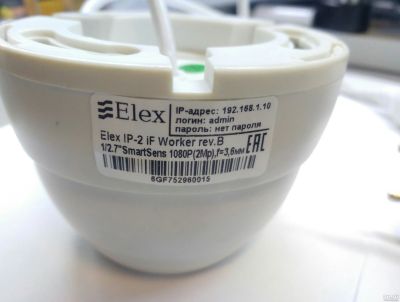 Elex
IP-адрес: 192.168.1.10
логин: admin
пароль: нет пароля
Elex IP-2 iF Worker rev.B
1/2.7"SmartSens 1080P(2Mp),f=3,6мм
EAC
6GF752960015